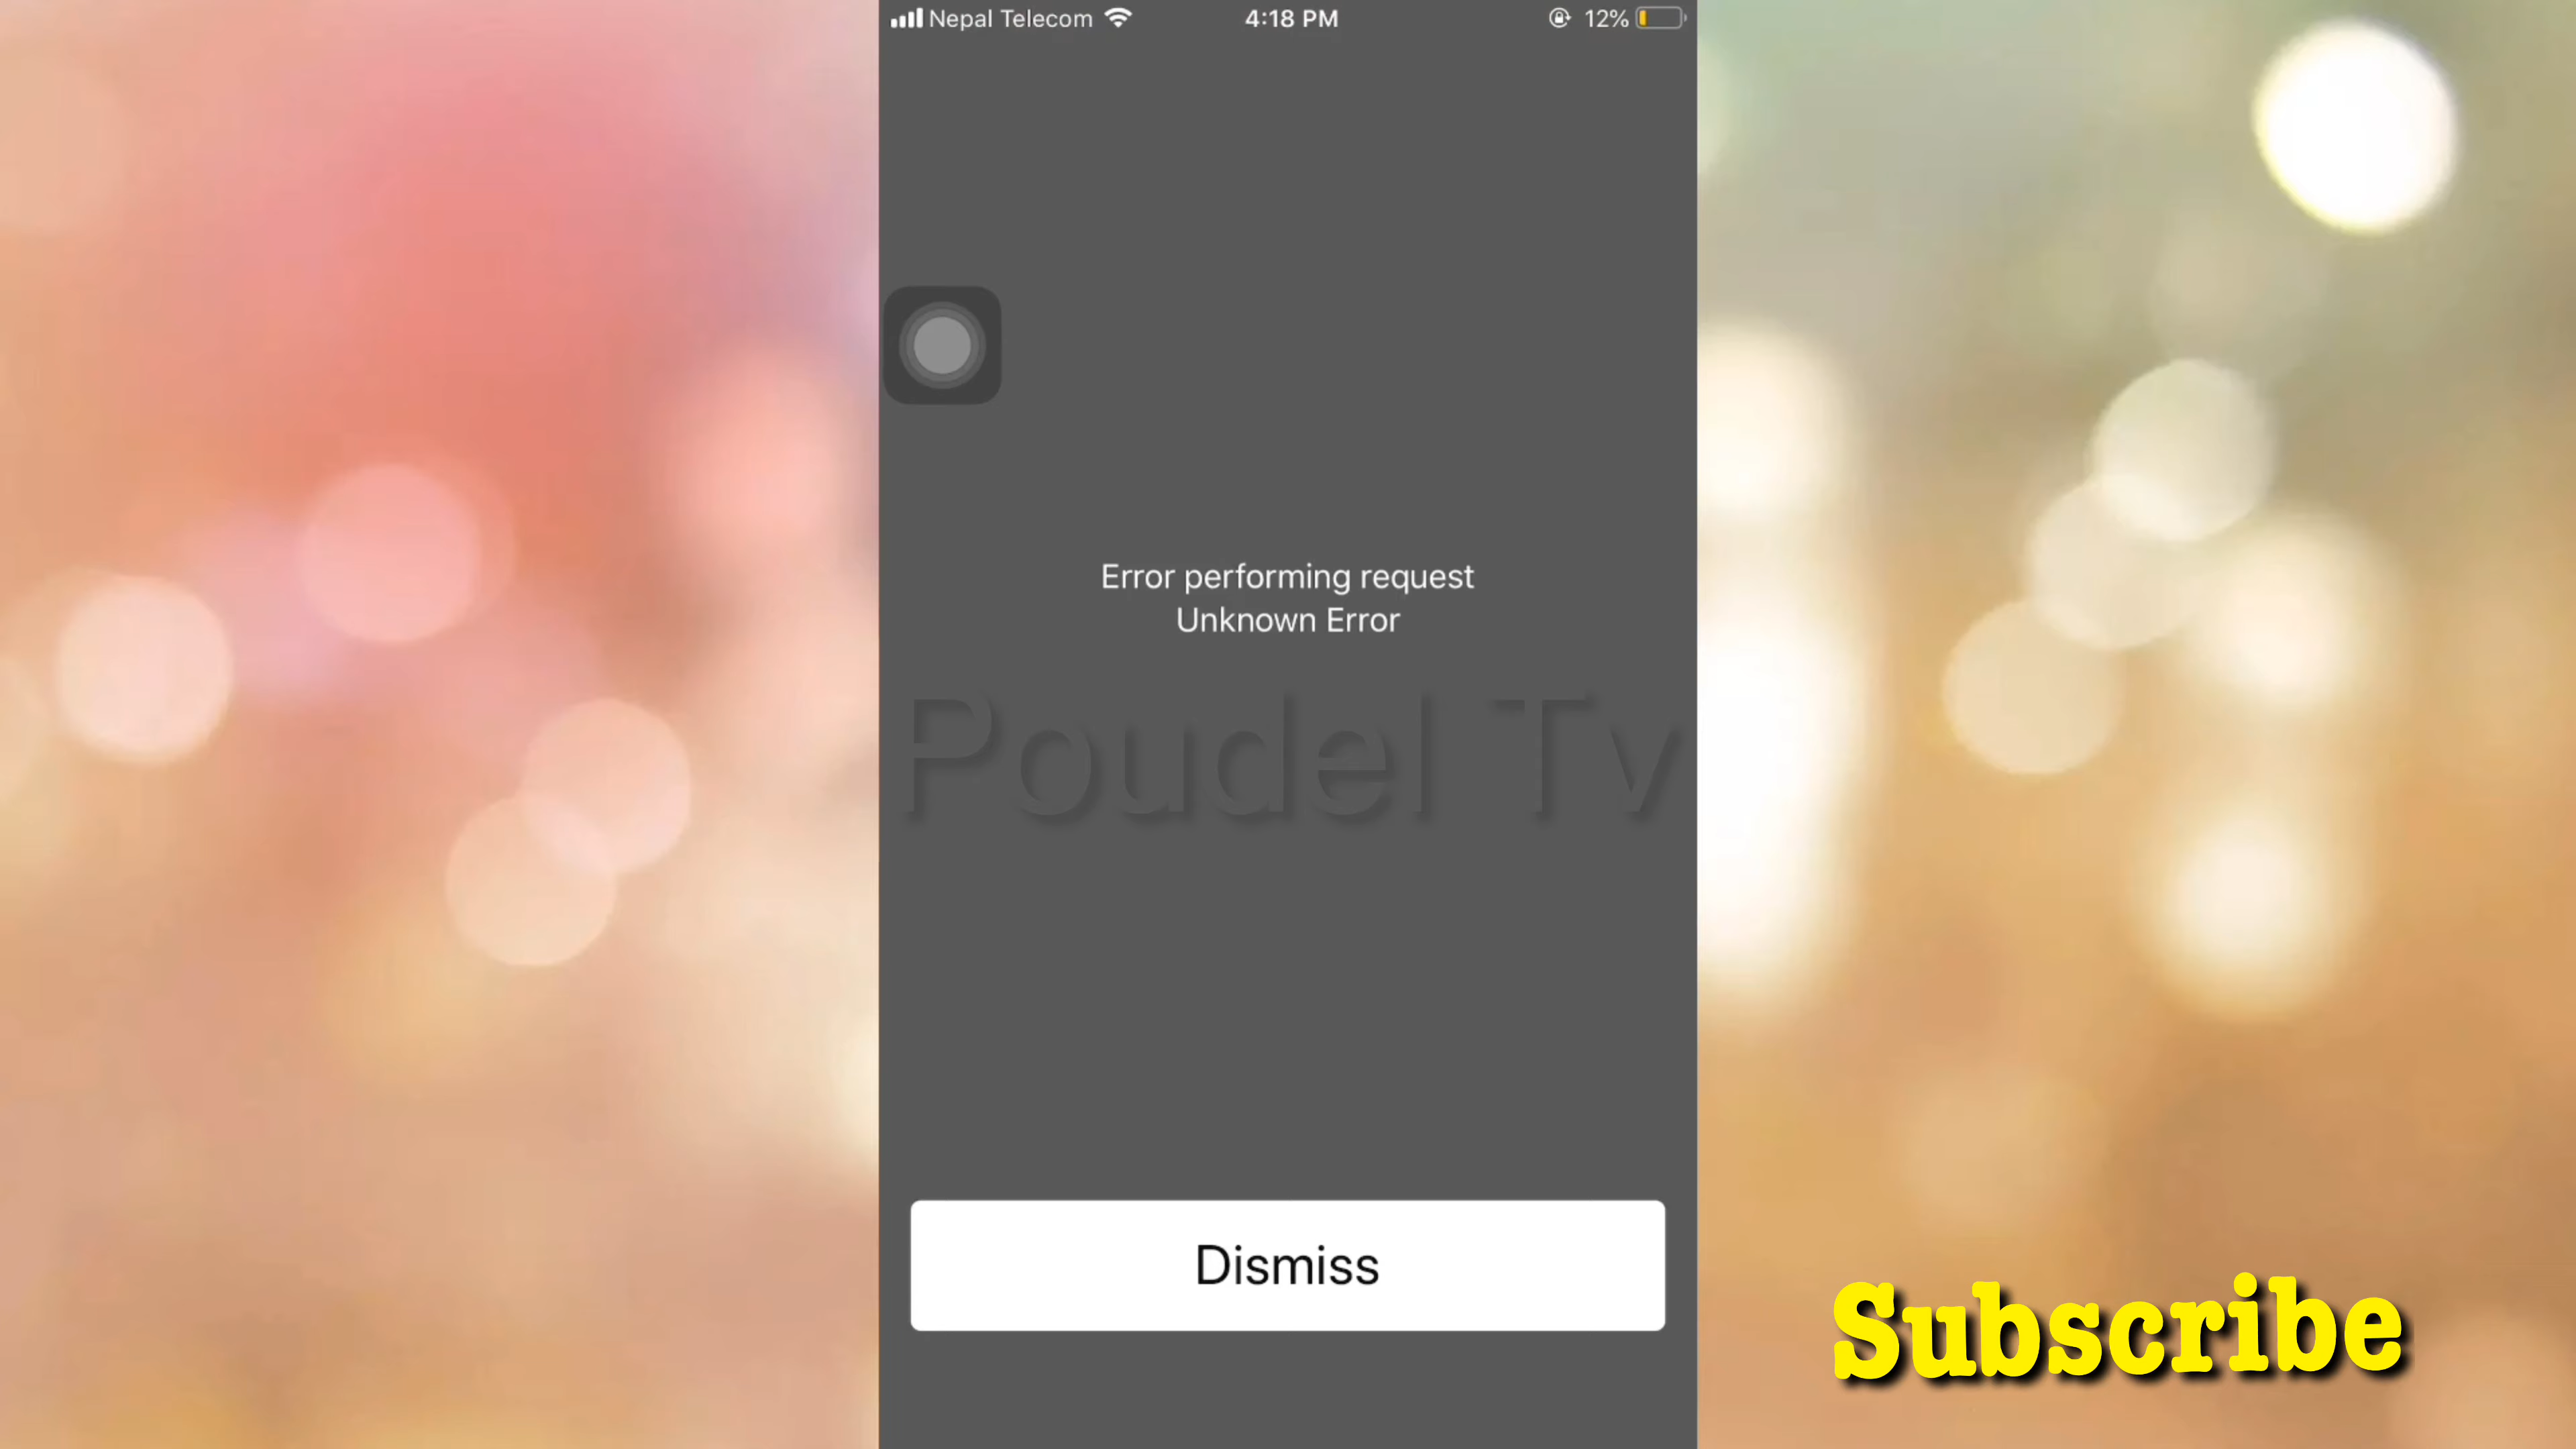 Nepal Telecom 4:18 PM 12%
Error performing request
Unknown Error
Poudel Tv
Dismiss
Subscribe